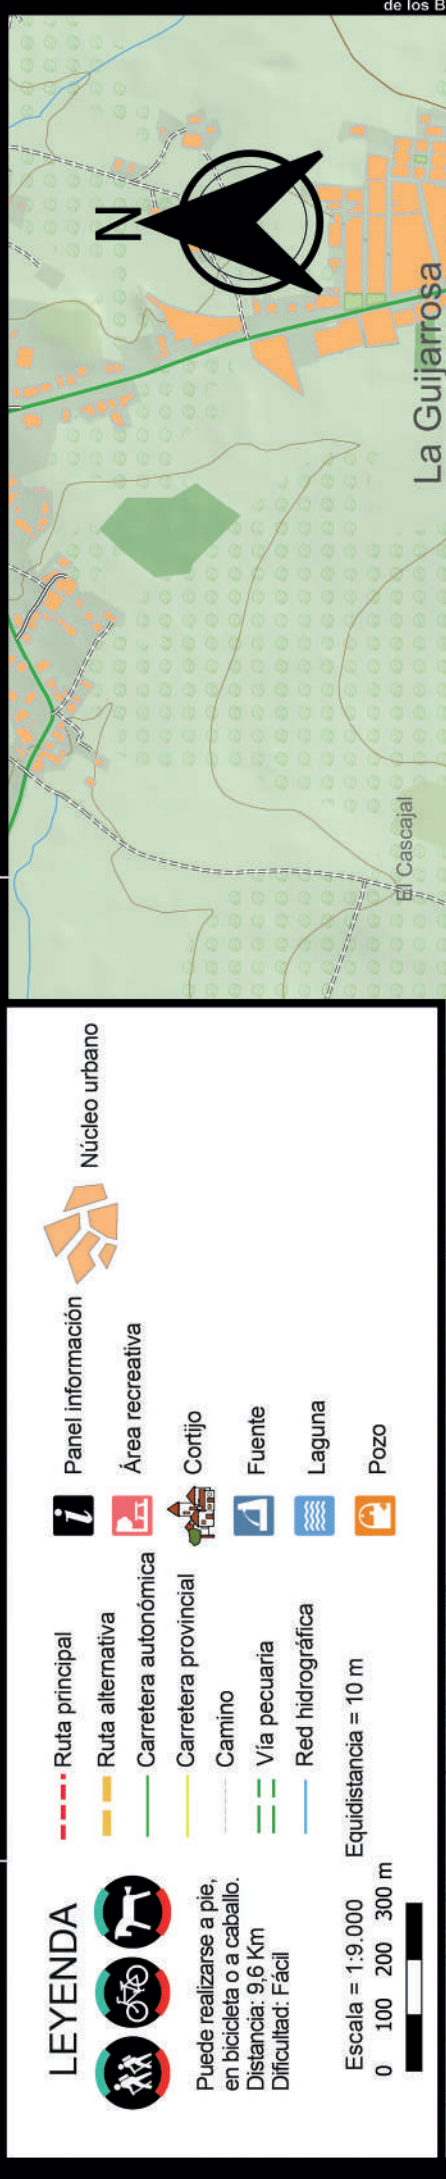 LEYENDA
Puede realizarse a pie,
en bicicleta o a caballo.
Distancia: 9,6 Km
Dificultad: Fácil
Escala = 1:9.000
Equidistancia = 10 m
0 100 200 300 m
Ruta principal
Ruta alternativa
Carretera autonómica
Carretera provincial
Camino
Vía pecuaria
Red hidrográfica
i Panel información
Área recreativa
Cortijo
Fuente
Laguna
Pozo
Núcleo urbano
N
El Cascajal
La Guijarrosa
de los B